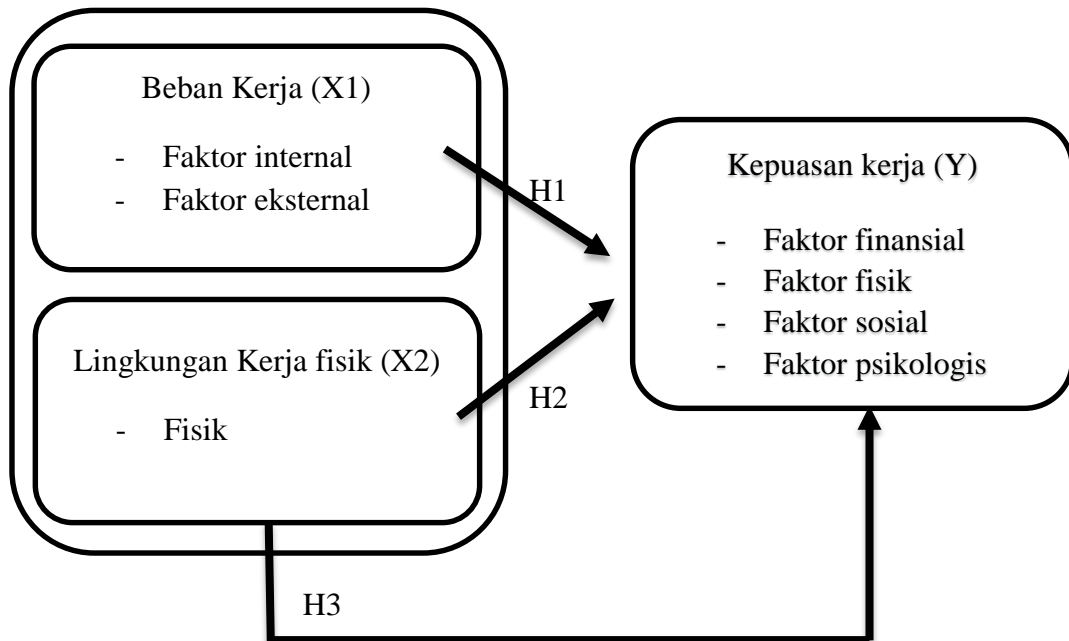 Beban Kerja (X1)
- Faktor internal
- Faktor eksternal
H1
Lingkungan Kerja fisik (X2)
- Fisik
H2
Kepuasan kerja (Y)
- Faktor finansial
- Faktor fisik
- Faktor sosial
- Faktor psikologis
H3